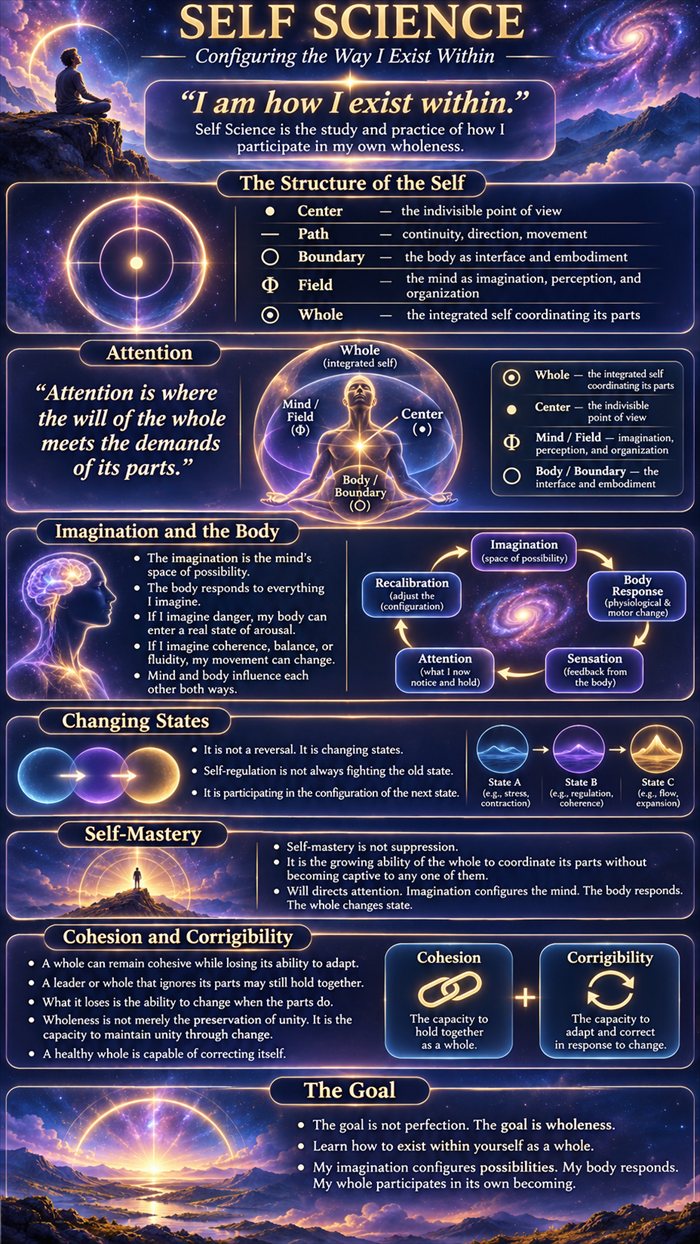 SELF SCIENCE
Configuring the Way I Exist Within
“I am how I exist within.”
Self Science is the study and practice of how I
participate in my own wholeness.
The Structure of the Self
Center — the indivisible point of view
Path — continuity, direction, movement
Boundary — the body as interface and embodiment
Φ Field — the mind as imagination, perception, and
organization
Whole — the integrated self coordinating its parts
Attention
“Attention is where
the will of the whole
meets the demands
of its parts.”
Whole
(integrated self)
Mind /
Field
(Φ)
Center
(•)
Body /
Boundary
(○)
Whole — the integrated self
coordinating its parts
Center — the indivisible
point of view
Φ Mind / Field — imagination,
perception, and organization
Body / Boundary — the
interface and embodiment
Imagination and the Body
• The imagination is the mind’s
space of possibility.
• The body responds to everything
I imagine.
• If I imagine danger, my body can
enter a real state of arousal.
• If I imagine coherence, balance, or
fluidity, my movement can change.
• Mind and body influence each
other both ways.
Imagination
(space of possibility)
Body
Response
(physiological &
motor change)
Sensation
(feedback from
the body)
Attention
(what I now
notice and hold)
Recalibration
(adjust the
configuration)
Changing States
• It is not a reversal. It is changing states.
• Self-regulation is not always fighting the old state.
• It is participating in the configuration of the next state.
State A
(e.g., stress,
contraction)
State B
(e.g., regulation,
coherence)
State C
(e.g., flow,
expansion)
Self-Mastery
• Self-mastery is not suppression.
• It is the growing ability of the whole to coordinate its parts without
becoming captive to any one of them.
• Will directs attention. Imagination configures the mind. The body responds.
The whole changes state.
Cohesion and Corrigibility
• A whole can remain cohesive while losing its ability to adapt.
• A leader or whole that ignores its parts may still hold together.
• What it loses is the ability to change when the parts do.
• Wholeness is not merely the preservation of unity. It is the
capacity to maintain unity through change.
• A healthy whole is capable of correcting itself.
Cohesion
The capacity to
hold together
as a whole.
+
Corrigibility
The capacity to
adapt and correct
in response to change.
The Goal
• The goal is not perfection. The goal is wholeness.
• Learn how to exist within yourself as a whole.
• My imagination configures possibilities. My body responds.
My whole participates in its own becoming.